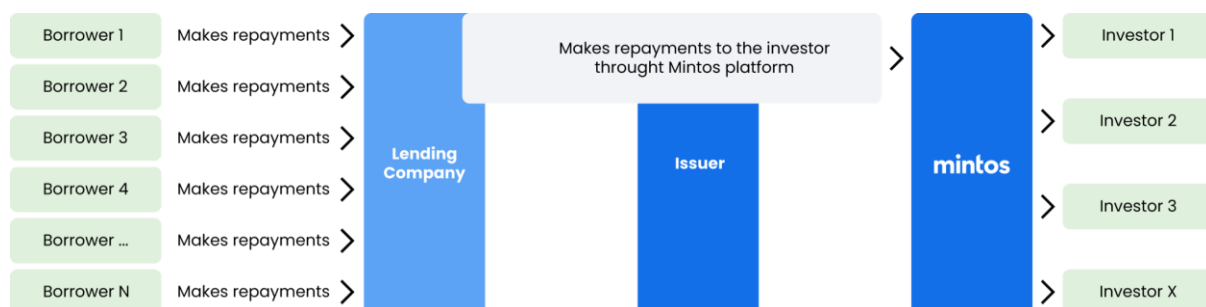 Borrower 1 Makes repayments
Makes repayments to the investor
throught Mintos platform
Investor 1
Borrower 2 Makes repayments
Borrower 3 Makes repayments
Investor 2
Lending
Company
Issuer
mintos
Borrower 4 Makes repayments
Investor 3
Borrower ... Makes repayments
Borrower N Makes repayments
Investor X